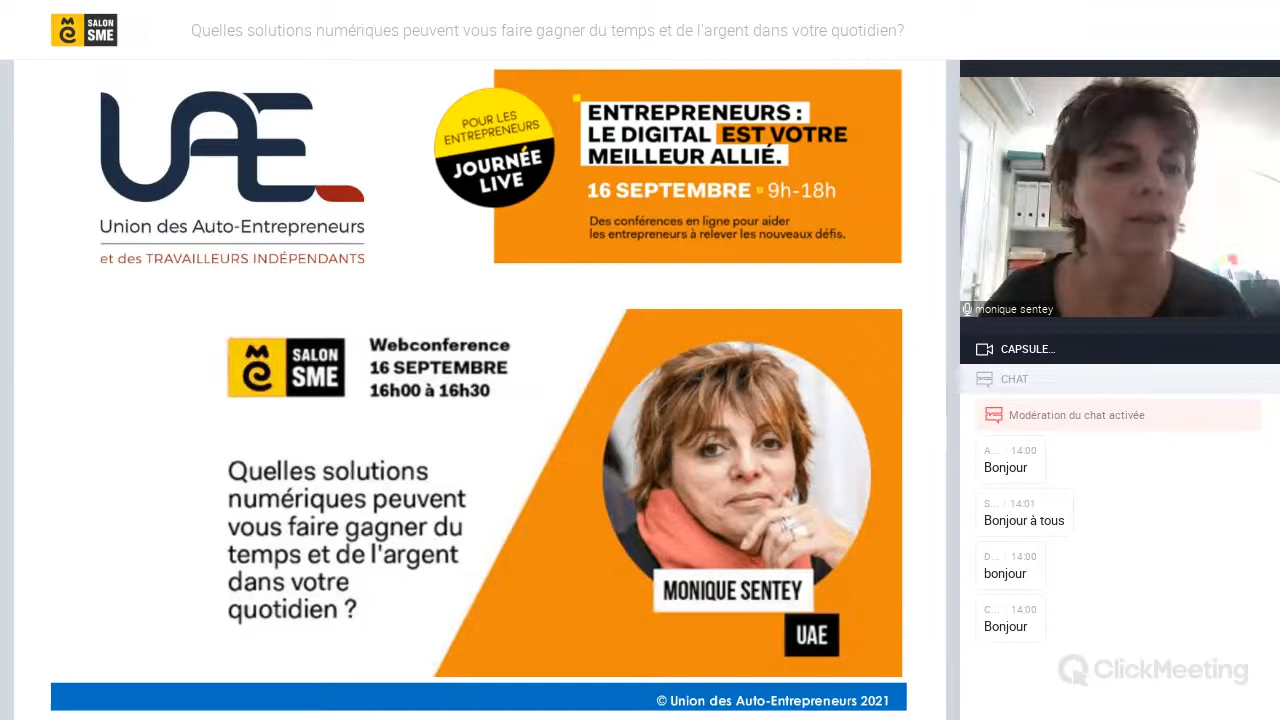 SALON
SME
Quelles solutions numériques peuvent vous faire gagner du temps et de l'argent dans votre quotidien?
UAE
Union des Auto-Entrepreneurs
et des TRAVAILLEURS INDÉPENDANTS
POUR LES
ENTREPRENEURS
JOURNÉE
LIVE
ENTREPRENEURS :
LE DIGITAL EST VOTRE
MEILLEUR ALLIÉ.
16 SEPTEMBRE 9h-18h
Des conférences en ligne pour aider
les entrepreneurs à relever les nouveaux défis.
SALON
SME
Webconference
16 SEPTEMBRE
16h00 à 16h30
Quelles solutions
numériques peuvent
vous faire gagner du
temps et de l'argent
dans votre
quotidien ?
MONIQUE SENTEY
UAE
© Union des Auto-Entrepreneurs 2021
monique sentey
CAPSULE...
CHAT
Modération du chat activée
A... 14:00
Bonjour
S... 14:01
Bonjour à tous
D... 14:00
bonjour
C... 14:00
Bonjour
ClickMeeting